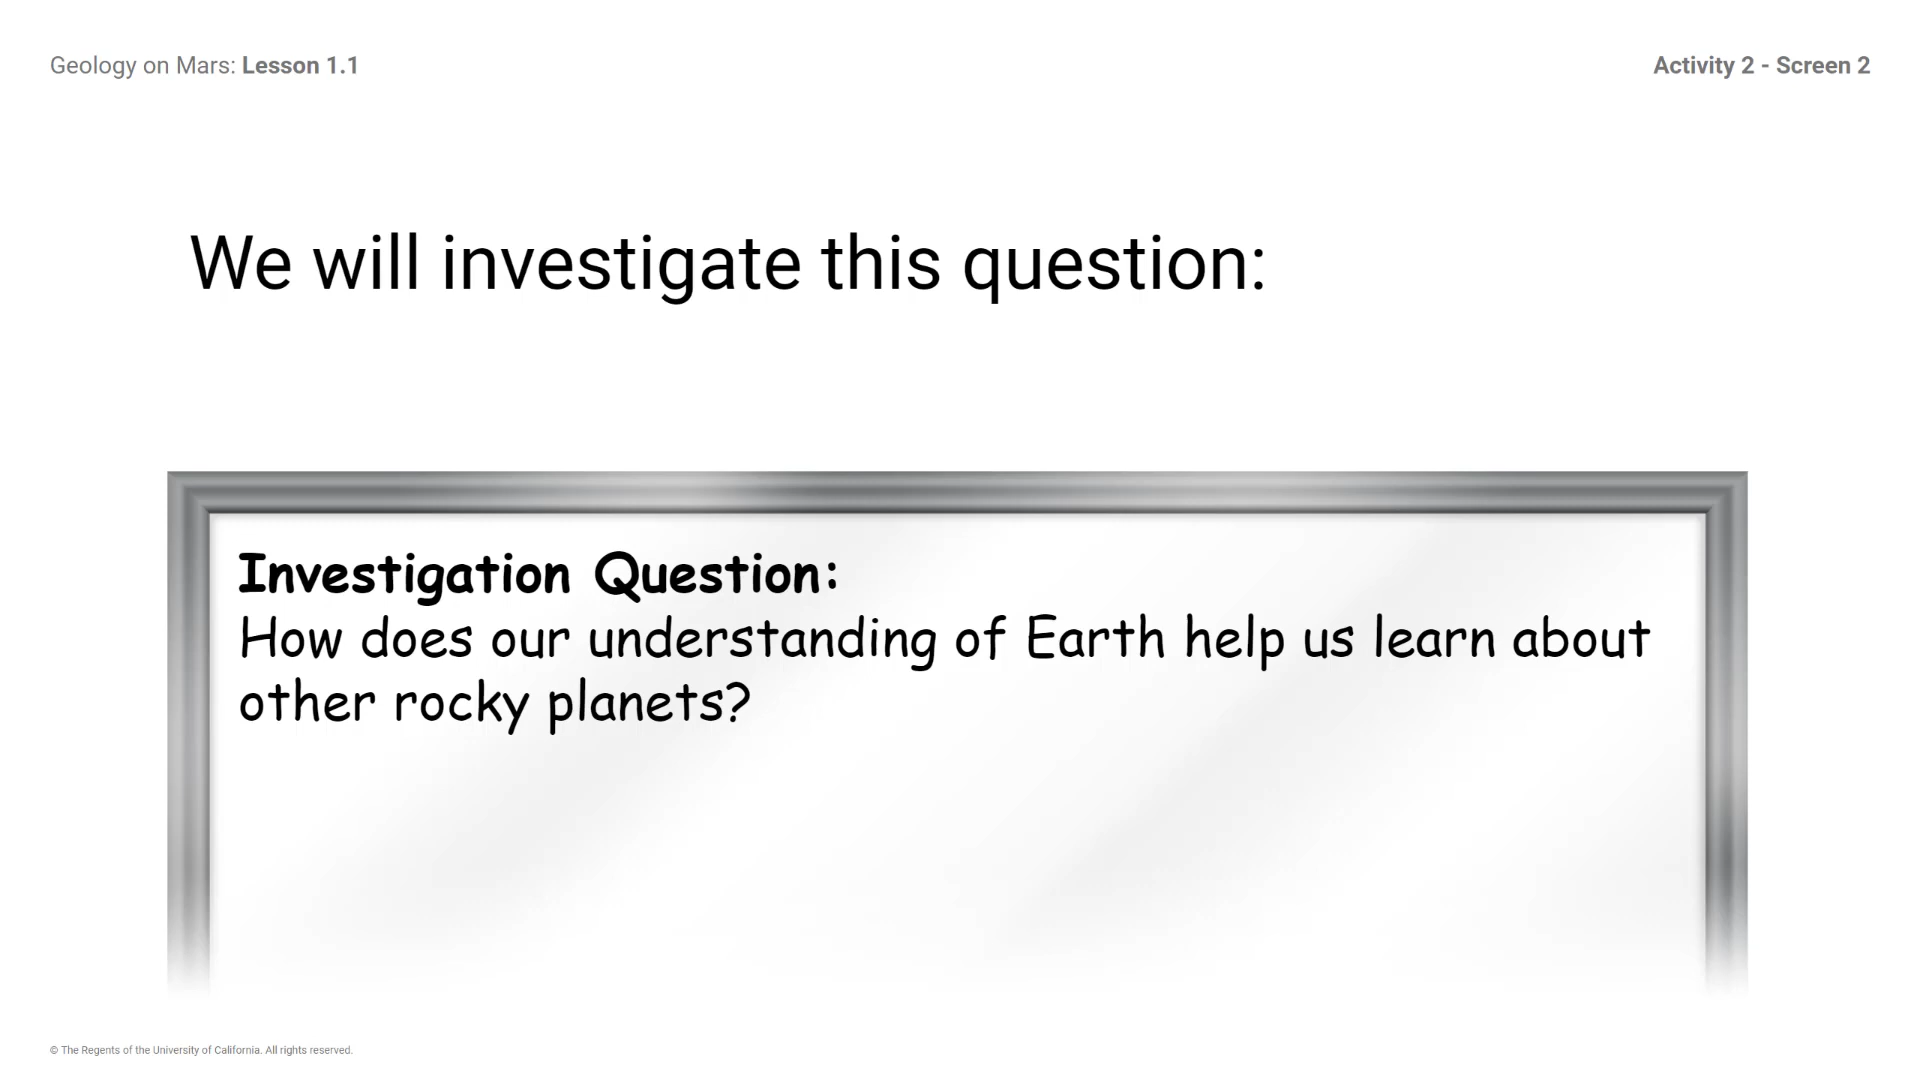 Geology on Mars: Lesson 1.1
Activity 2 - Screen 2
We will investigate this question:
Investigation Question:
How does our understanding of Earth help us learn about
other rocky planets?
© The Regents of the University of California. All rights reserved.